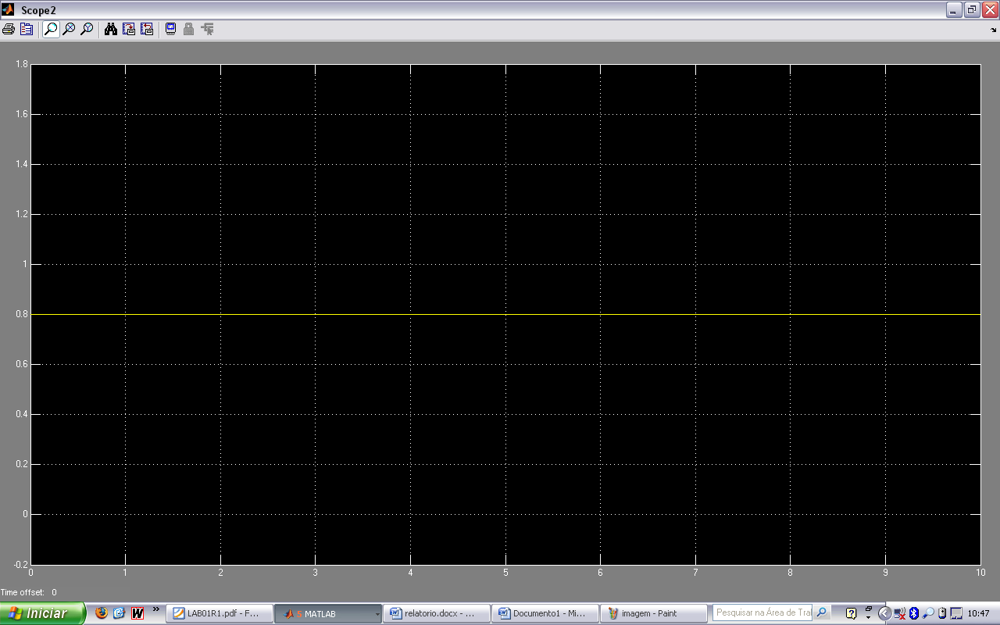 Scope2
1.8
1.6
1.4
1.2
1
0.8
0.6
0.4
0.2
0
-0.2
0 1 2 3 4 5 6 7 8 9 10
Time offset: 0
Iniciar W » LAB01R1.pdf - F... 5 MATLAB relatorio.docx - ... Documento1 - Mi... imagem - Paint Pesquisar na Área de Tra 10:47